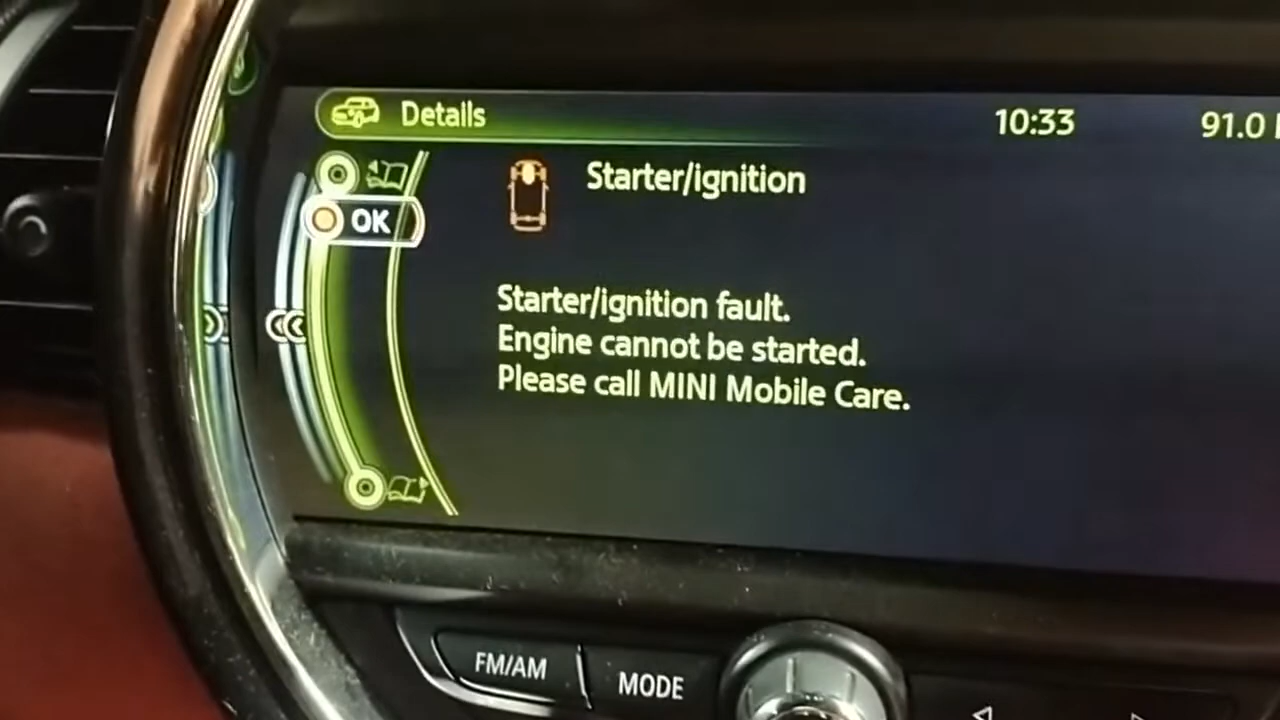 Details
10:33
91.0
Starter/ignition
OK
Starter/ignition fault.
Engine cannot be started.
Please call MINI Mobile Care.
FM/AM
MODE